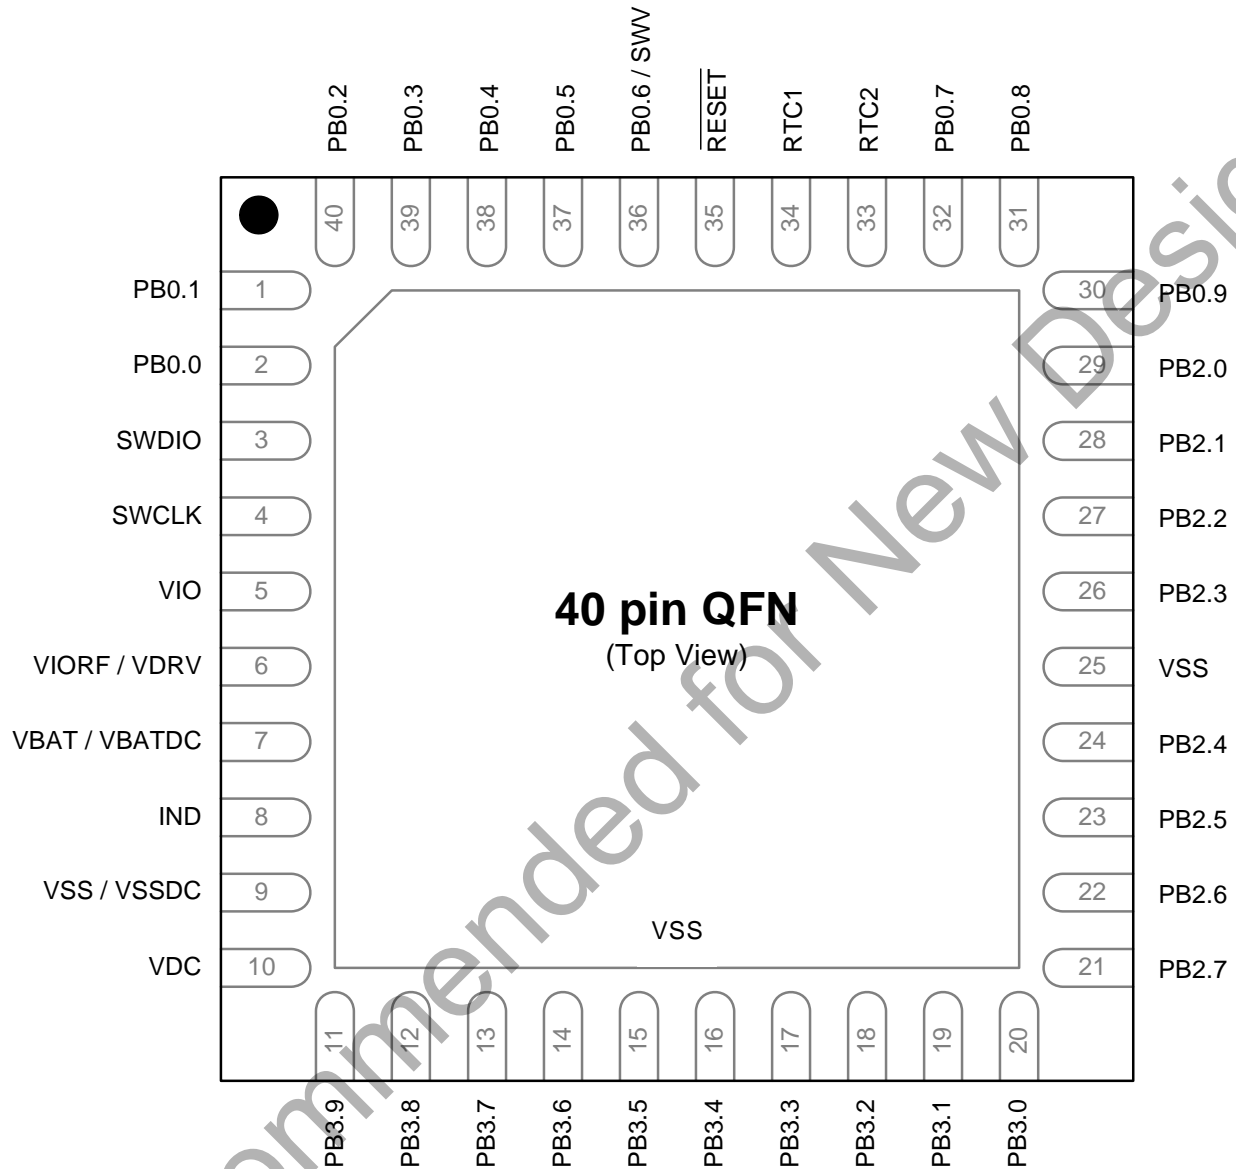 PB0.2
PB0.3
PB0.4
PB0.5
PB0.6 / SWV
RESET
RTC1
RTC2
PB0.7
PB0.8
40
39
38
37
36
35
34
33
32
31
PB0.1 1
PB0.0 2
SWDIO 3
SWCLK 4
VIO 5
VIORF / VDRV 6
VBAT / VBATDC 7
IND 8
VSS / VSSDC 9
VDC 10
40 pin QFN
(Top View)
VSS
30 PB0.9
29 PB2.0
28 PB2.1
27 PB2.2
26 PB2.3
25 VSS
24 PB2.4
23 PB2.5
22 PB2.6
21 PB2.7
11
12
13
14
15
16
17
18
19
20
PB3.9
PB3.8
PB3.7
PB3.6
PB3.5
PB3.4
PB3.3
PB3.2
PB3.1
PB3.0
ommended for New Desig